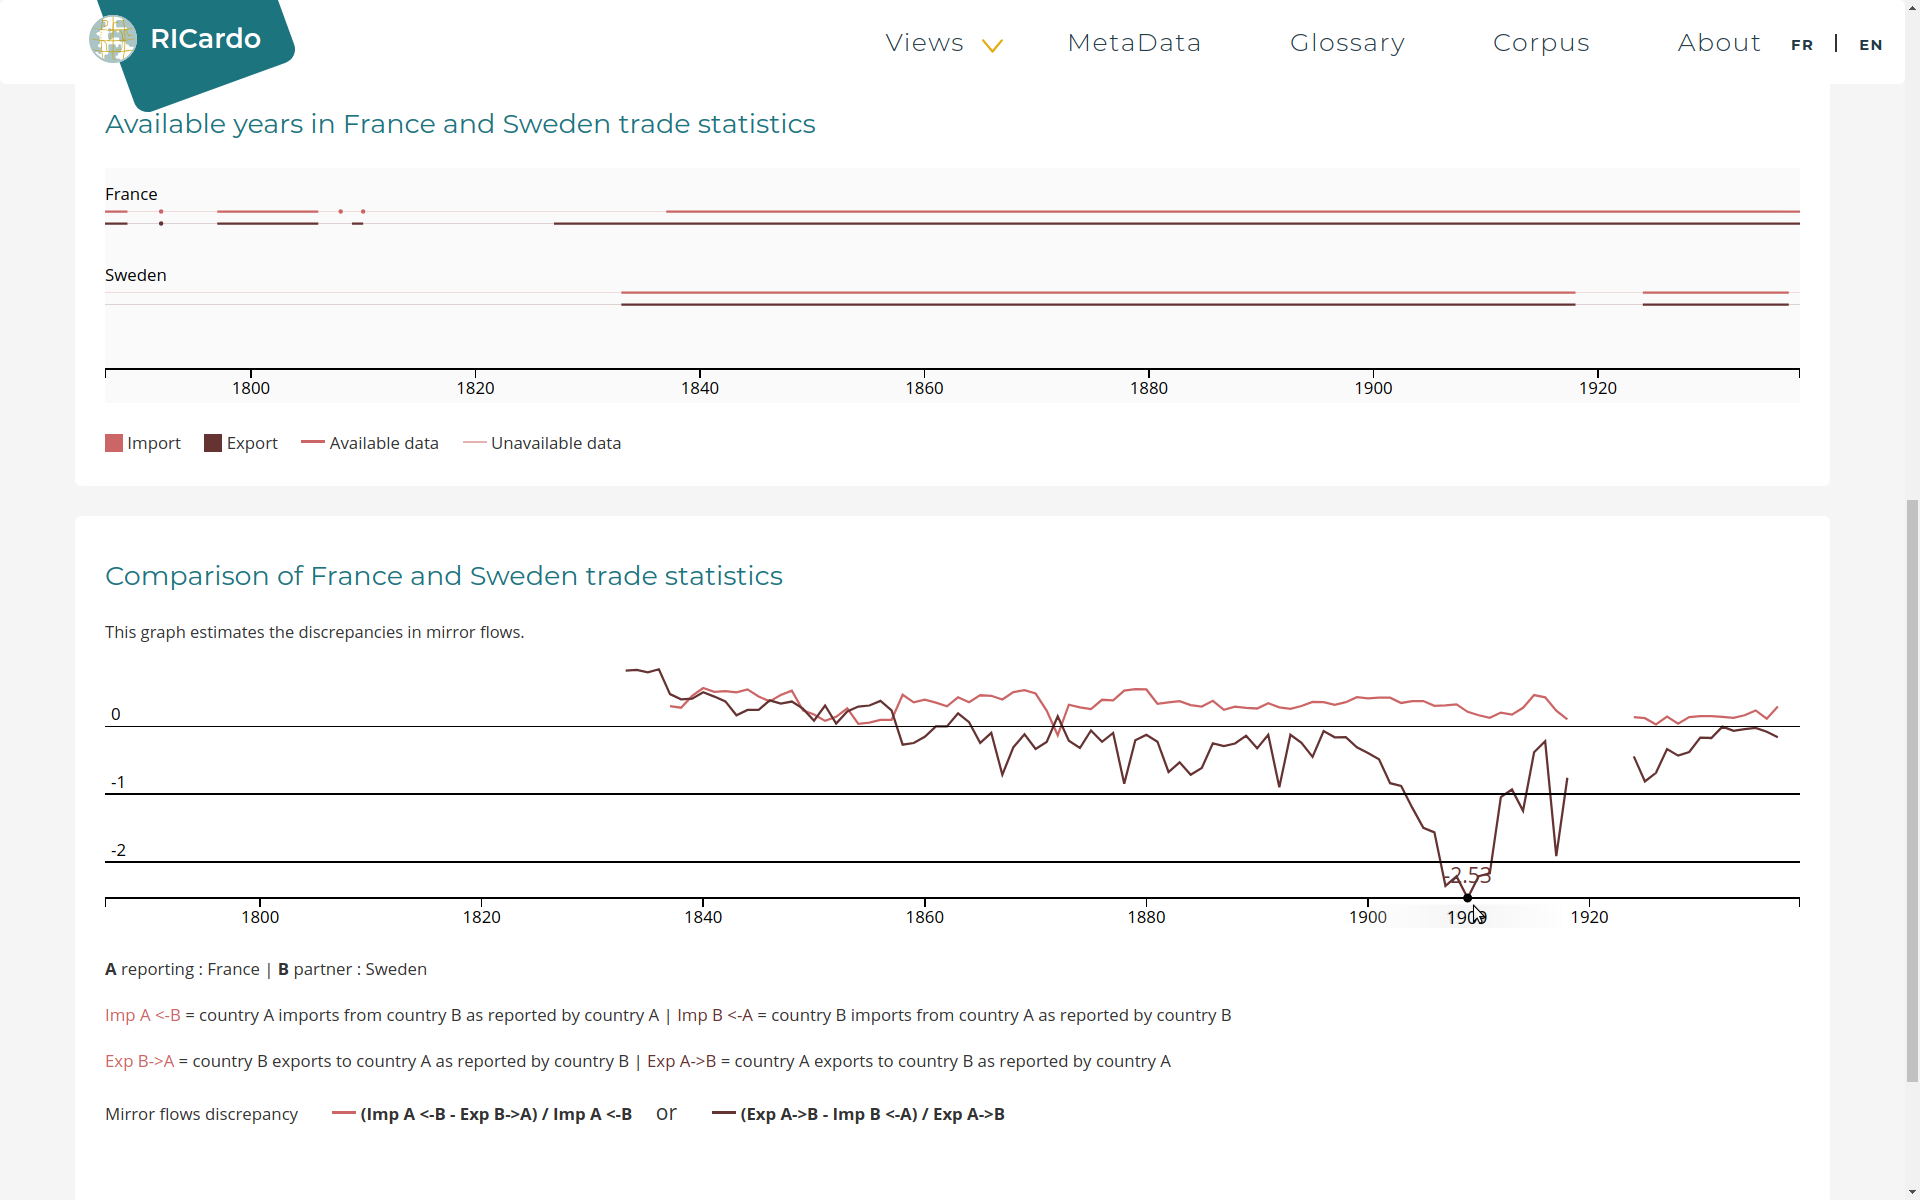 RICardo
Views MetaData Glossary Corpus About FR | EN
Available years in France and Sweden trade statistics
France
Sweden
1800 1820 1840 1860 1880 1900 1920
Import Export Available data Unavailable data
Comparison of France and Sweden trade statistics
This graph estimates the discrepancies in mirror flows.
0
-1
-2
-2.53
1800 1820 1840 1860 1880 1900 1909 1920
A reporting : France | B partner : Sweden
Imp A <-B = country A imports from country B as reported by country A | Imp B <-A = country B imports from country A as reported by country B
Exp B->A = country B exports to country A as reported by country B | Exp A->B = country A exports to country B as reported by country A
Mirror flows discrepancy (Imp A <-B - Exp B->A) / Imp A <-B or (Exp A->B - Imp B <-A) / Exp A->B